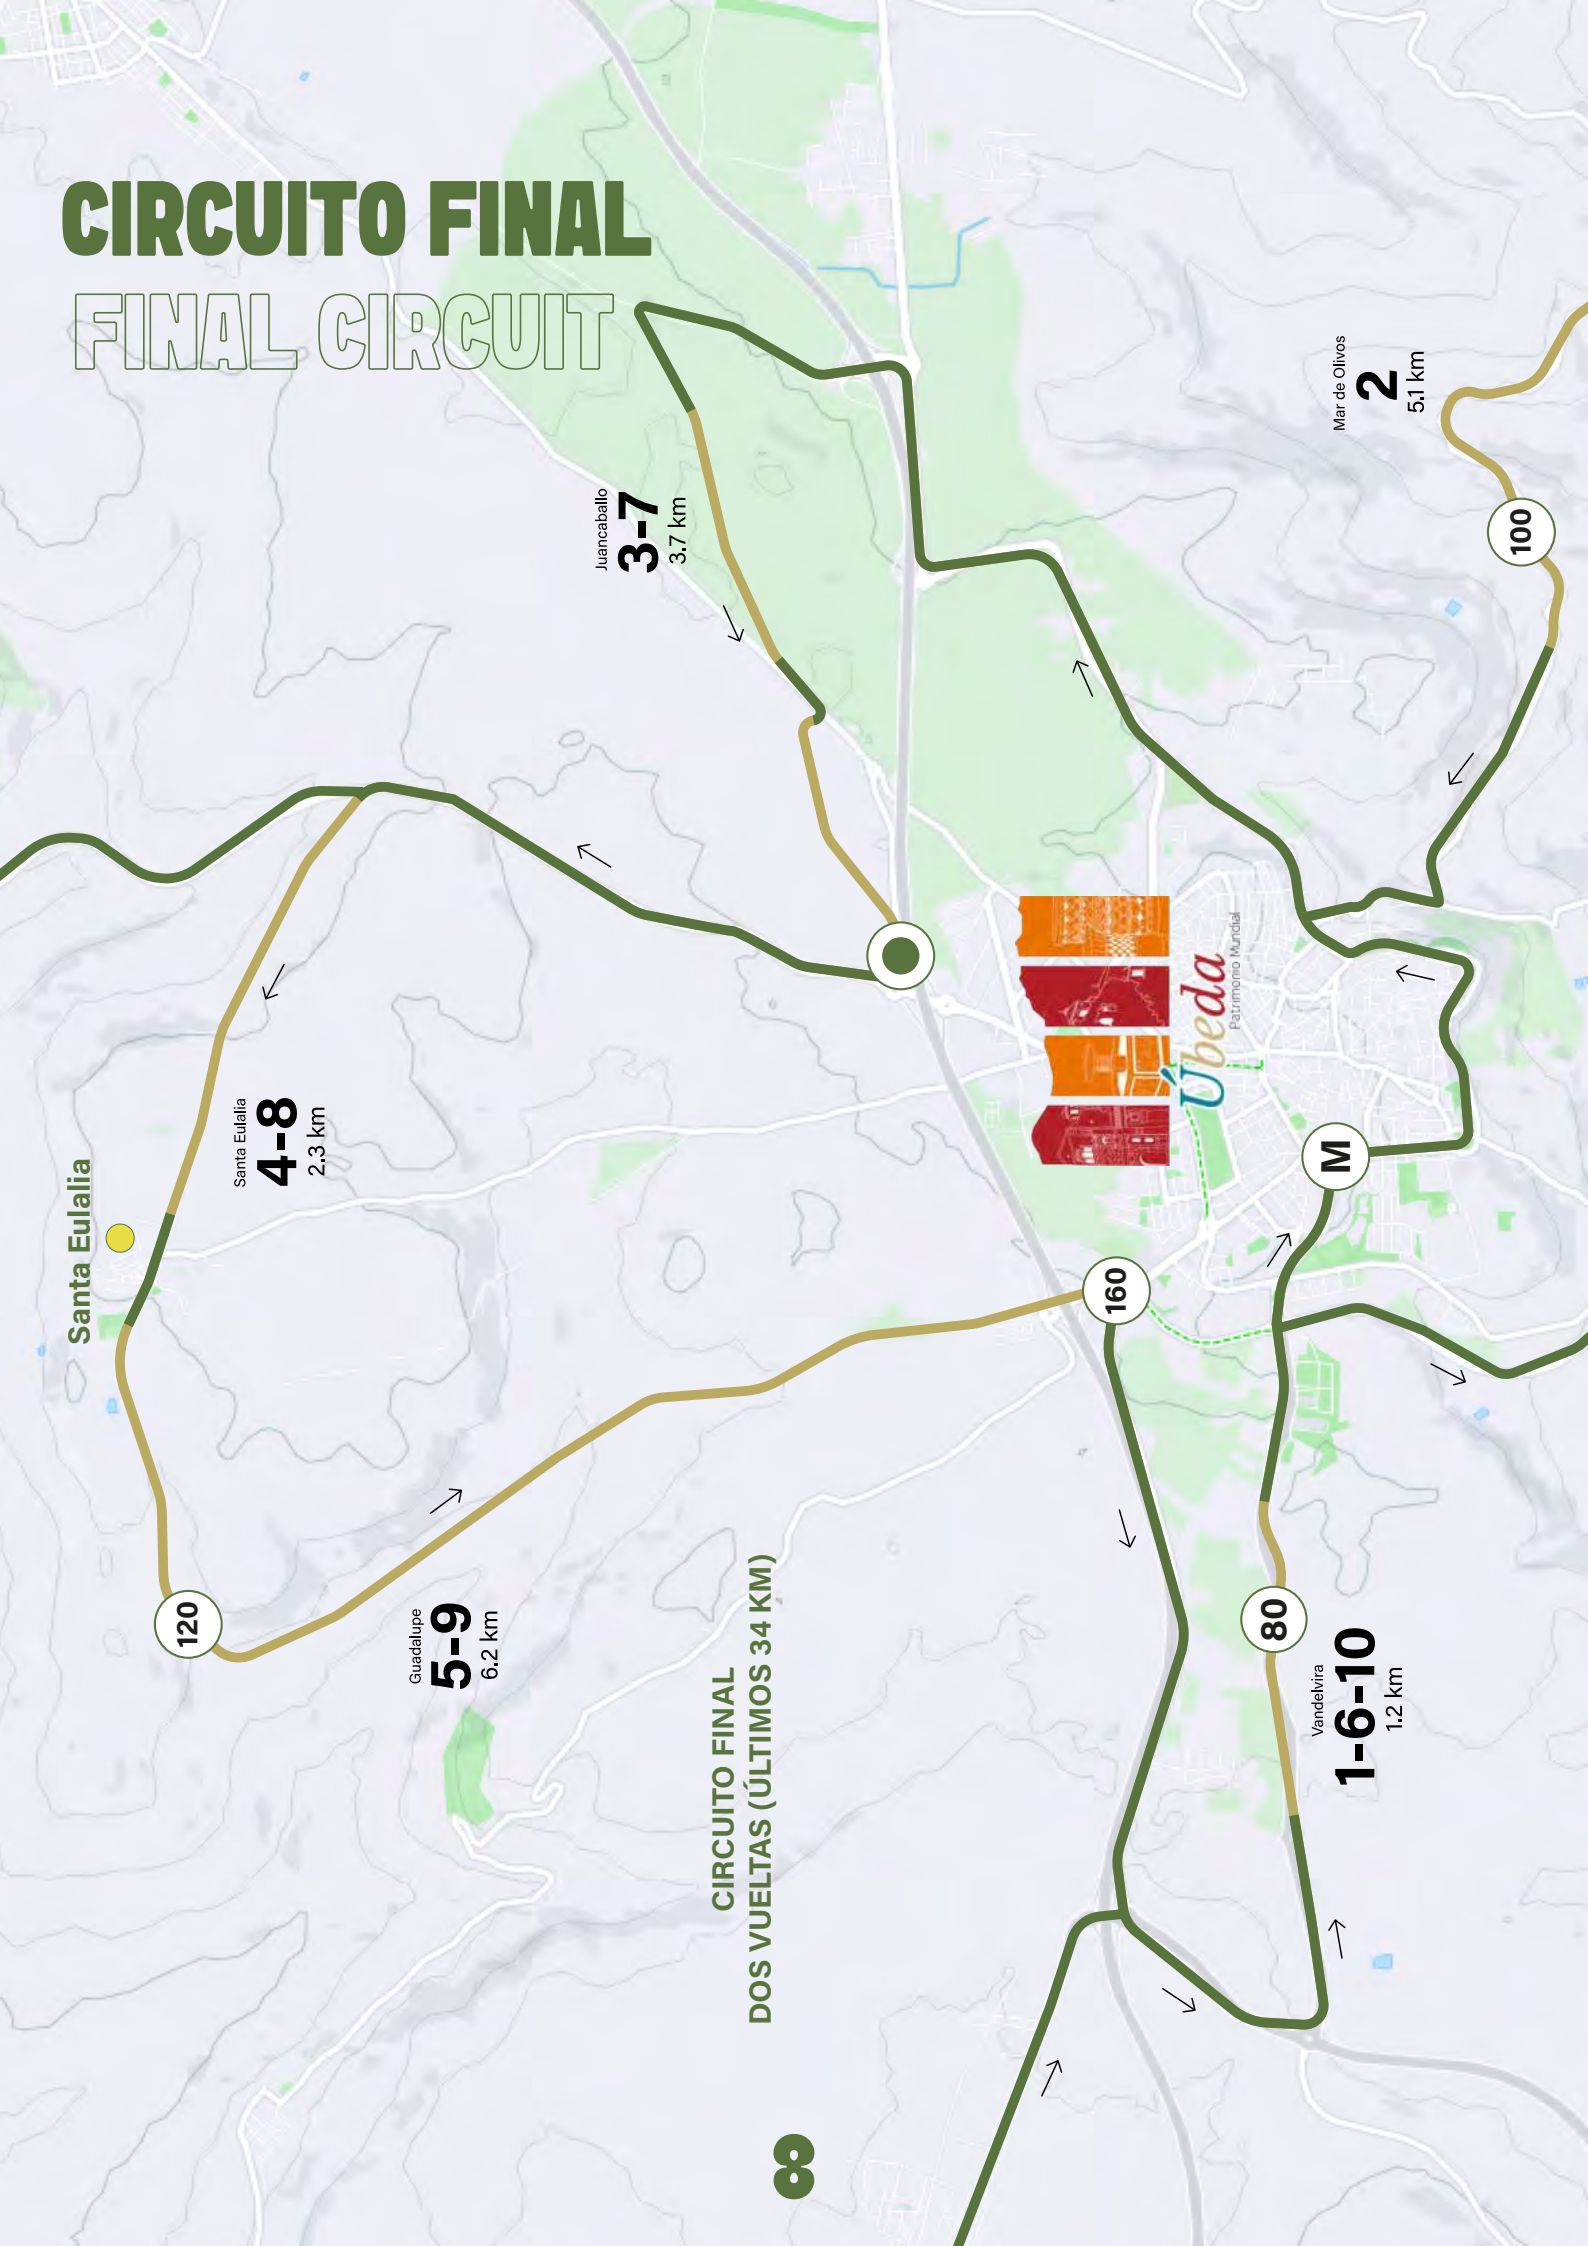 CIRCUITO FINAL
FINAL CIRCUIT
Mar de Olivos
2
5.1 km
100
Juancaballo
3-7
3.7 km
Santa Eulalia
4-8
2.3 km
Santa Eulalia
Úbeda
Patrimonio Mundial
M
160
120
Guadalupe
5-9
6.2 km
80
Vandelvira
1-6-10
1.2 km
CIRCUITO FINAL
DOS VUELTAS (ÚLTIMOS 34 KM)
88